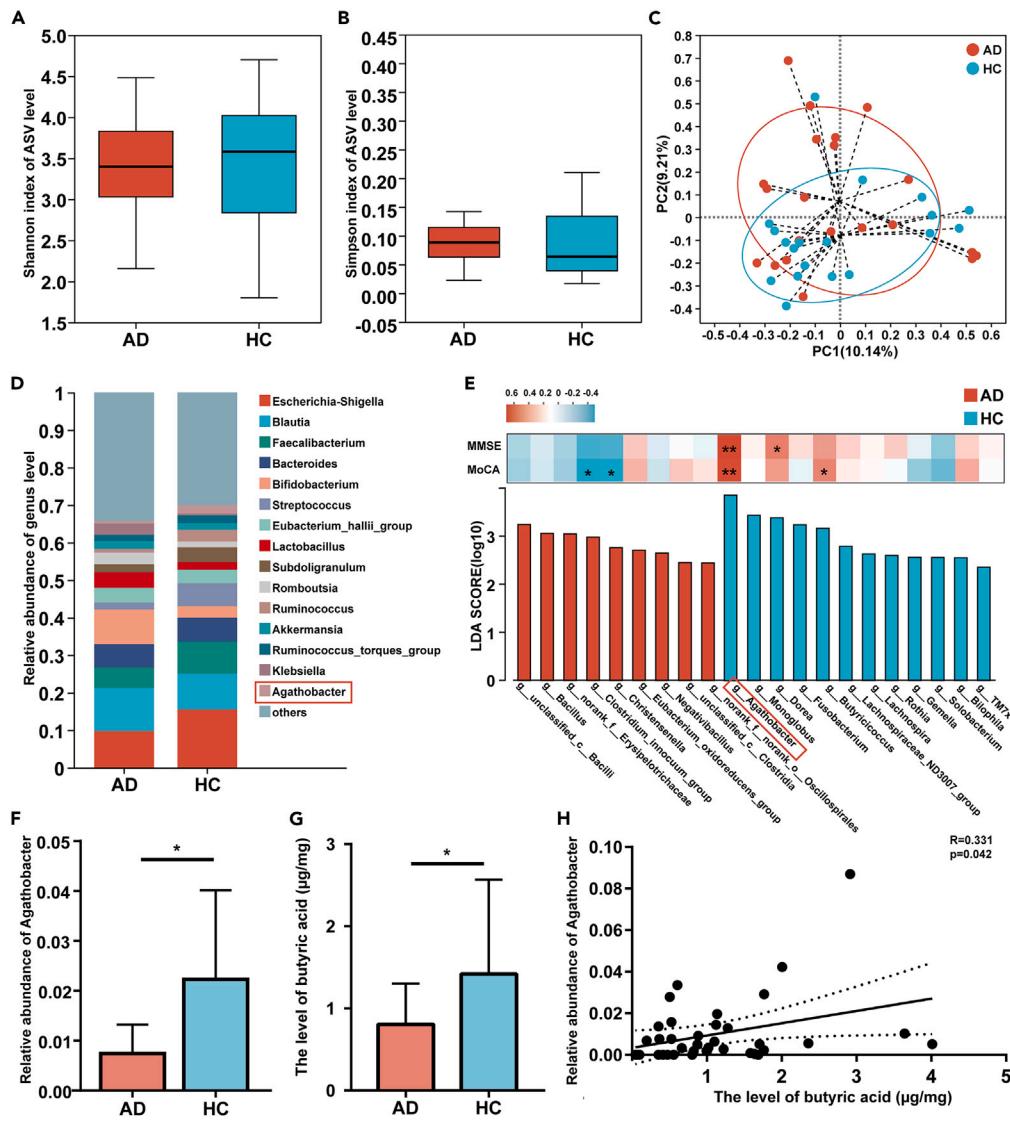 A
Shannon index of ASV level
5.0
4.5
4.0
3.5
3.0
2.5
2.0
1.5
AD
HC
B
Simpson index of ASV level
0.45
0.40
0.35
0.30
0.25
0.20
0.15
0.10
0.05
0.00
-0.05
AD
HC
C
PC2(9.21%)
0.8
0.7
0.6
0.5
0.4
0.3
0.2
0.1
0
-0.1
-0.2
-0.3
-0.4
-0.5 -0.4 -0.3 -0.2 -0.1 0 0.1 0.2 0.3 0.4 0.5 0.6
PC1(10.14%)
AD
HC
D
Relative abundance of genus level
1
0.9
0.8
0.7
0.6
0.5
0.4
0.3
0.2
0.1
0
AD
HC
Escherichia-Shigella
Blautia
Faecalibacterium
Bacteroides
Bifidobacterium
Streptococcus
Eubacterium_hallii_group
Lactobacillus
Subdoligranulum
Romboutsia
Ruminococcus
Akkermansia
Ruminococcus_torques_group
Klebsiella
Agathobacter
others
E
0.6 0.4 0.2 0 -0.2 -0.4
AD
HC
MMSE
** *
MoCA
* * ** *
LDA SCORE(log10)
3
2
1
0
g__unclassified_c__Bacilli
g__Bacillus
g__norank_f__Erysipelotrichaceae
g__Clostridium_innocuum_group
g__Christensenella
g__Eubacterium_oxidoreducens_group
g__Negativibacillus
g__unclassified_c__Clostridia
g__norank_f__norank_o__Oscillospirales
g__Agathobacter
g__Monoglobus
g__Dorea
g__Fusobacterium
g__Butyricicoccus
g__Lachnospiraceae_ND3007_group
g__Lachnospira
g__Rothia
g__Gemella
g__Solobacterium
g__Bilophila
g__TM7x
F
Relative abundance of Agathobacter
0.05
0.04
0.03
0.02
0.01
0.00
*
AD
HC
G
The level of butyric acid (μg/mg)
3
2
1
0
*
AD
HC
H
R=0.331
p=0.042
Relative abundance of Agathobacter
0.10
0.08
0.06
0.04
0.02
0.00
1 2 3 4 5
The level of butyric acid (μg/mg)